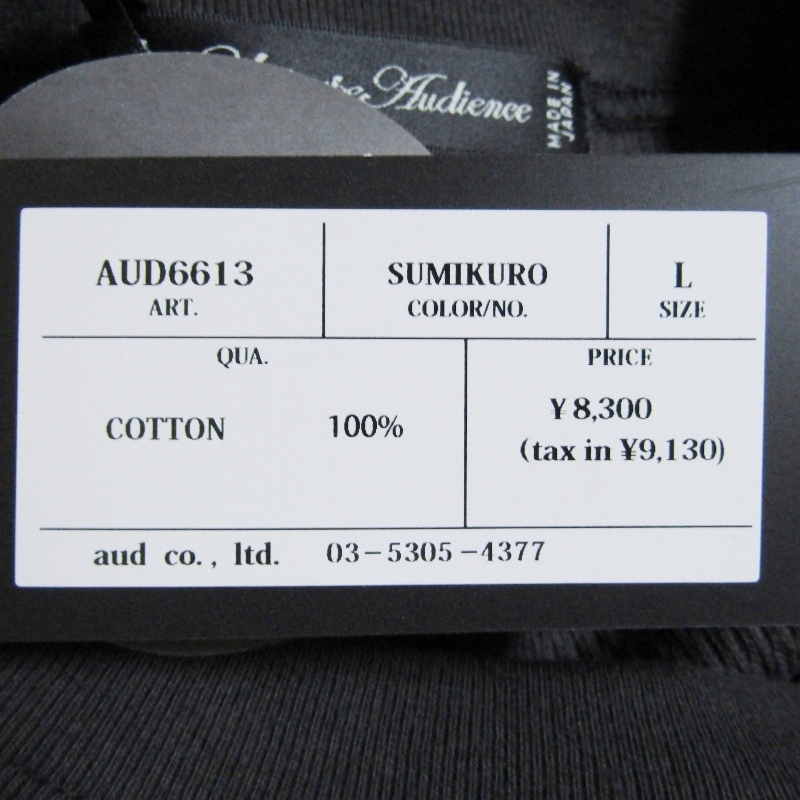 Audience
MADE IN
JAPAN
AUD6613
ART.
SUMIKURO
COLOR/NO.
L
SIZE
QUA.
COTTON 100%
PRICE
¥8,300
(tax in ¥9,130)
aud co., ltd. 03-5305-4377